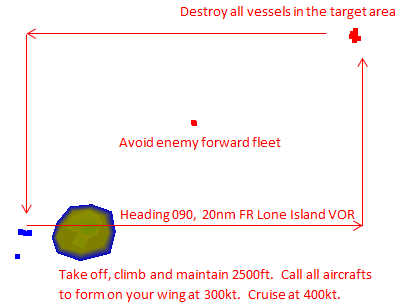 Destroy all vessels in the target area
Avoid enemy forward fleet
Heading 090, 20nm FR Lone Island VOR
Take off, climb and maintain 2500ft. Call all aircrafts
to form on your wing at 300kt. Cruise at 400kt.